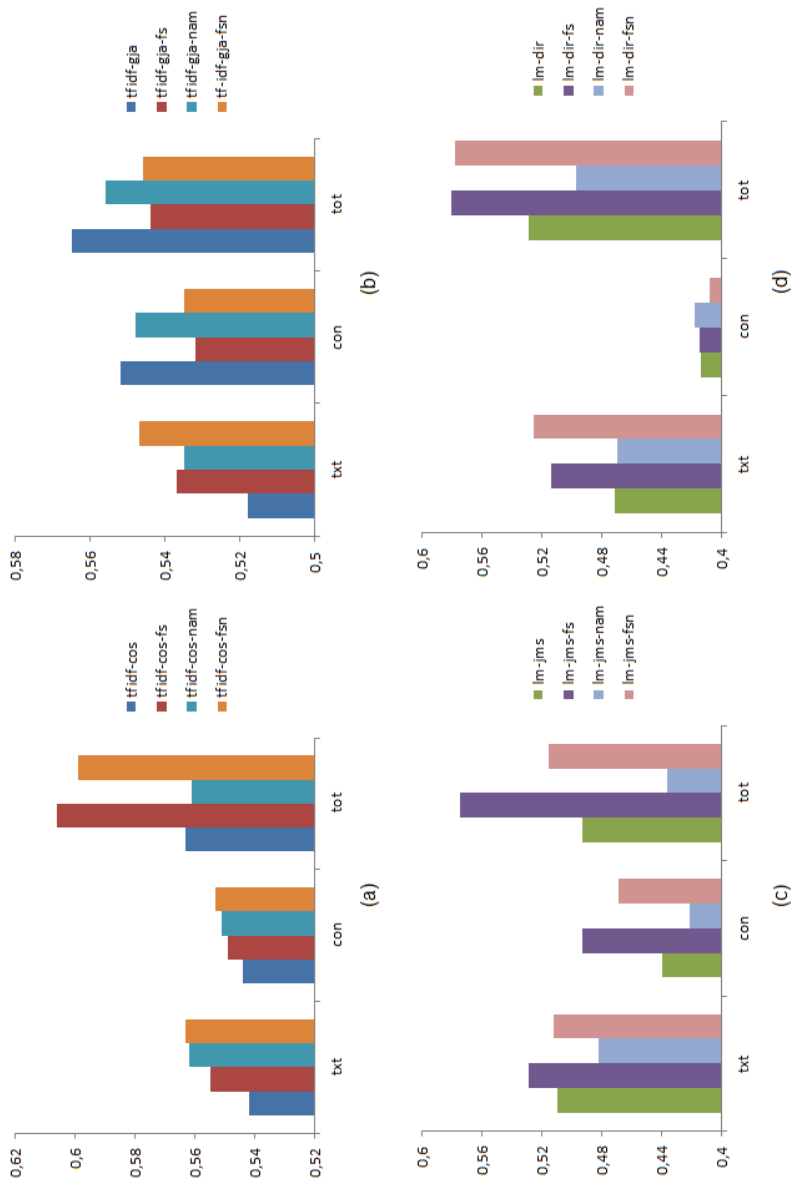 0,62
0,6
0,58
0,56
0,54
0,52
txt
con
tot
tfidf-cos
tfidf-cos-fs
tfidf-cos-nam
tfidf-cos-fsn
(a)
0,58
0,56
0,54
0,52
0,5
txt
con
tot
tfidf-gja
tfidf-gja-fs
tfidf-gja-nam
tf-idf-gja-fsn
(b)
0,6
0,56
0,52
0,48
0,44
0,4
txt
con
tot
lm-jms
lm-jms-fs
lm-jms-nam
lm-jms-fsn
(c)
0,6
0,56
0,52
0,48
0,44
0,4
txt
con
tot
lm-dir
lm-dir-fs
lm-dir-nam
lm-dir-fsn
(d)